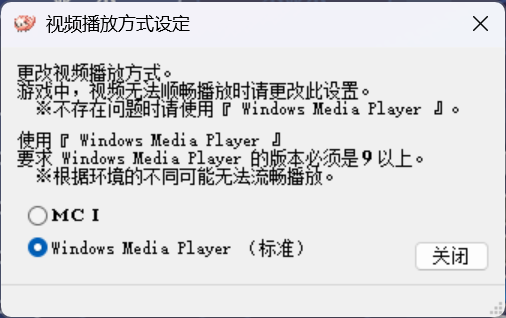 视频播放方式设定
更改视频播放方式。
游戏中，视频无法顺畅播放时请更改此设置。
※不存在问题时请使用『 Windows Media Player 』。
使用『 Windows Media Player 』
要求 Windows Media Player 的版本必须是９以上。
※根据环境的不同可能无法流畅播放。
ＭＣＩ
Windows Media Player （标准）
关闭